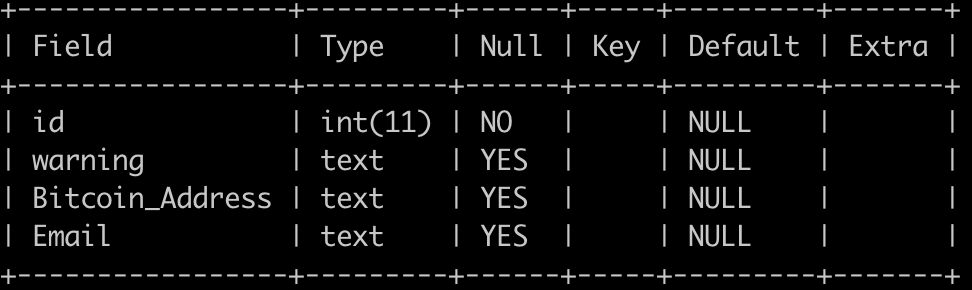 +-----------------+---------+------+-----+---------+-------+
| Field           | Type    | Null | Key | Default | Extra |
+-----------------+---------+------+-----+---------+-------+
| id              | int(11) | NO   |     | NULL    |       |
| warning         | text    | YES  |     | NULL    |       |
| Bitcoin_Address | text    | YES  |     | NULL    |       |
| Email           | text    | YES  |     | NULL    |       |
+-----------------+---------+------+-----+---------+-------+